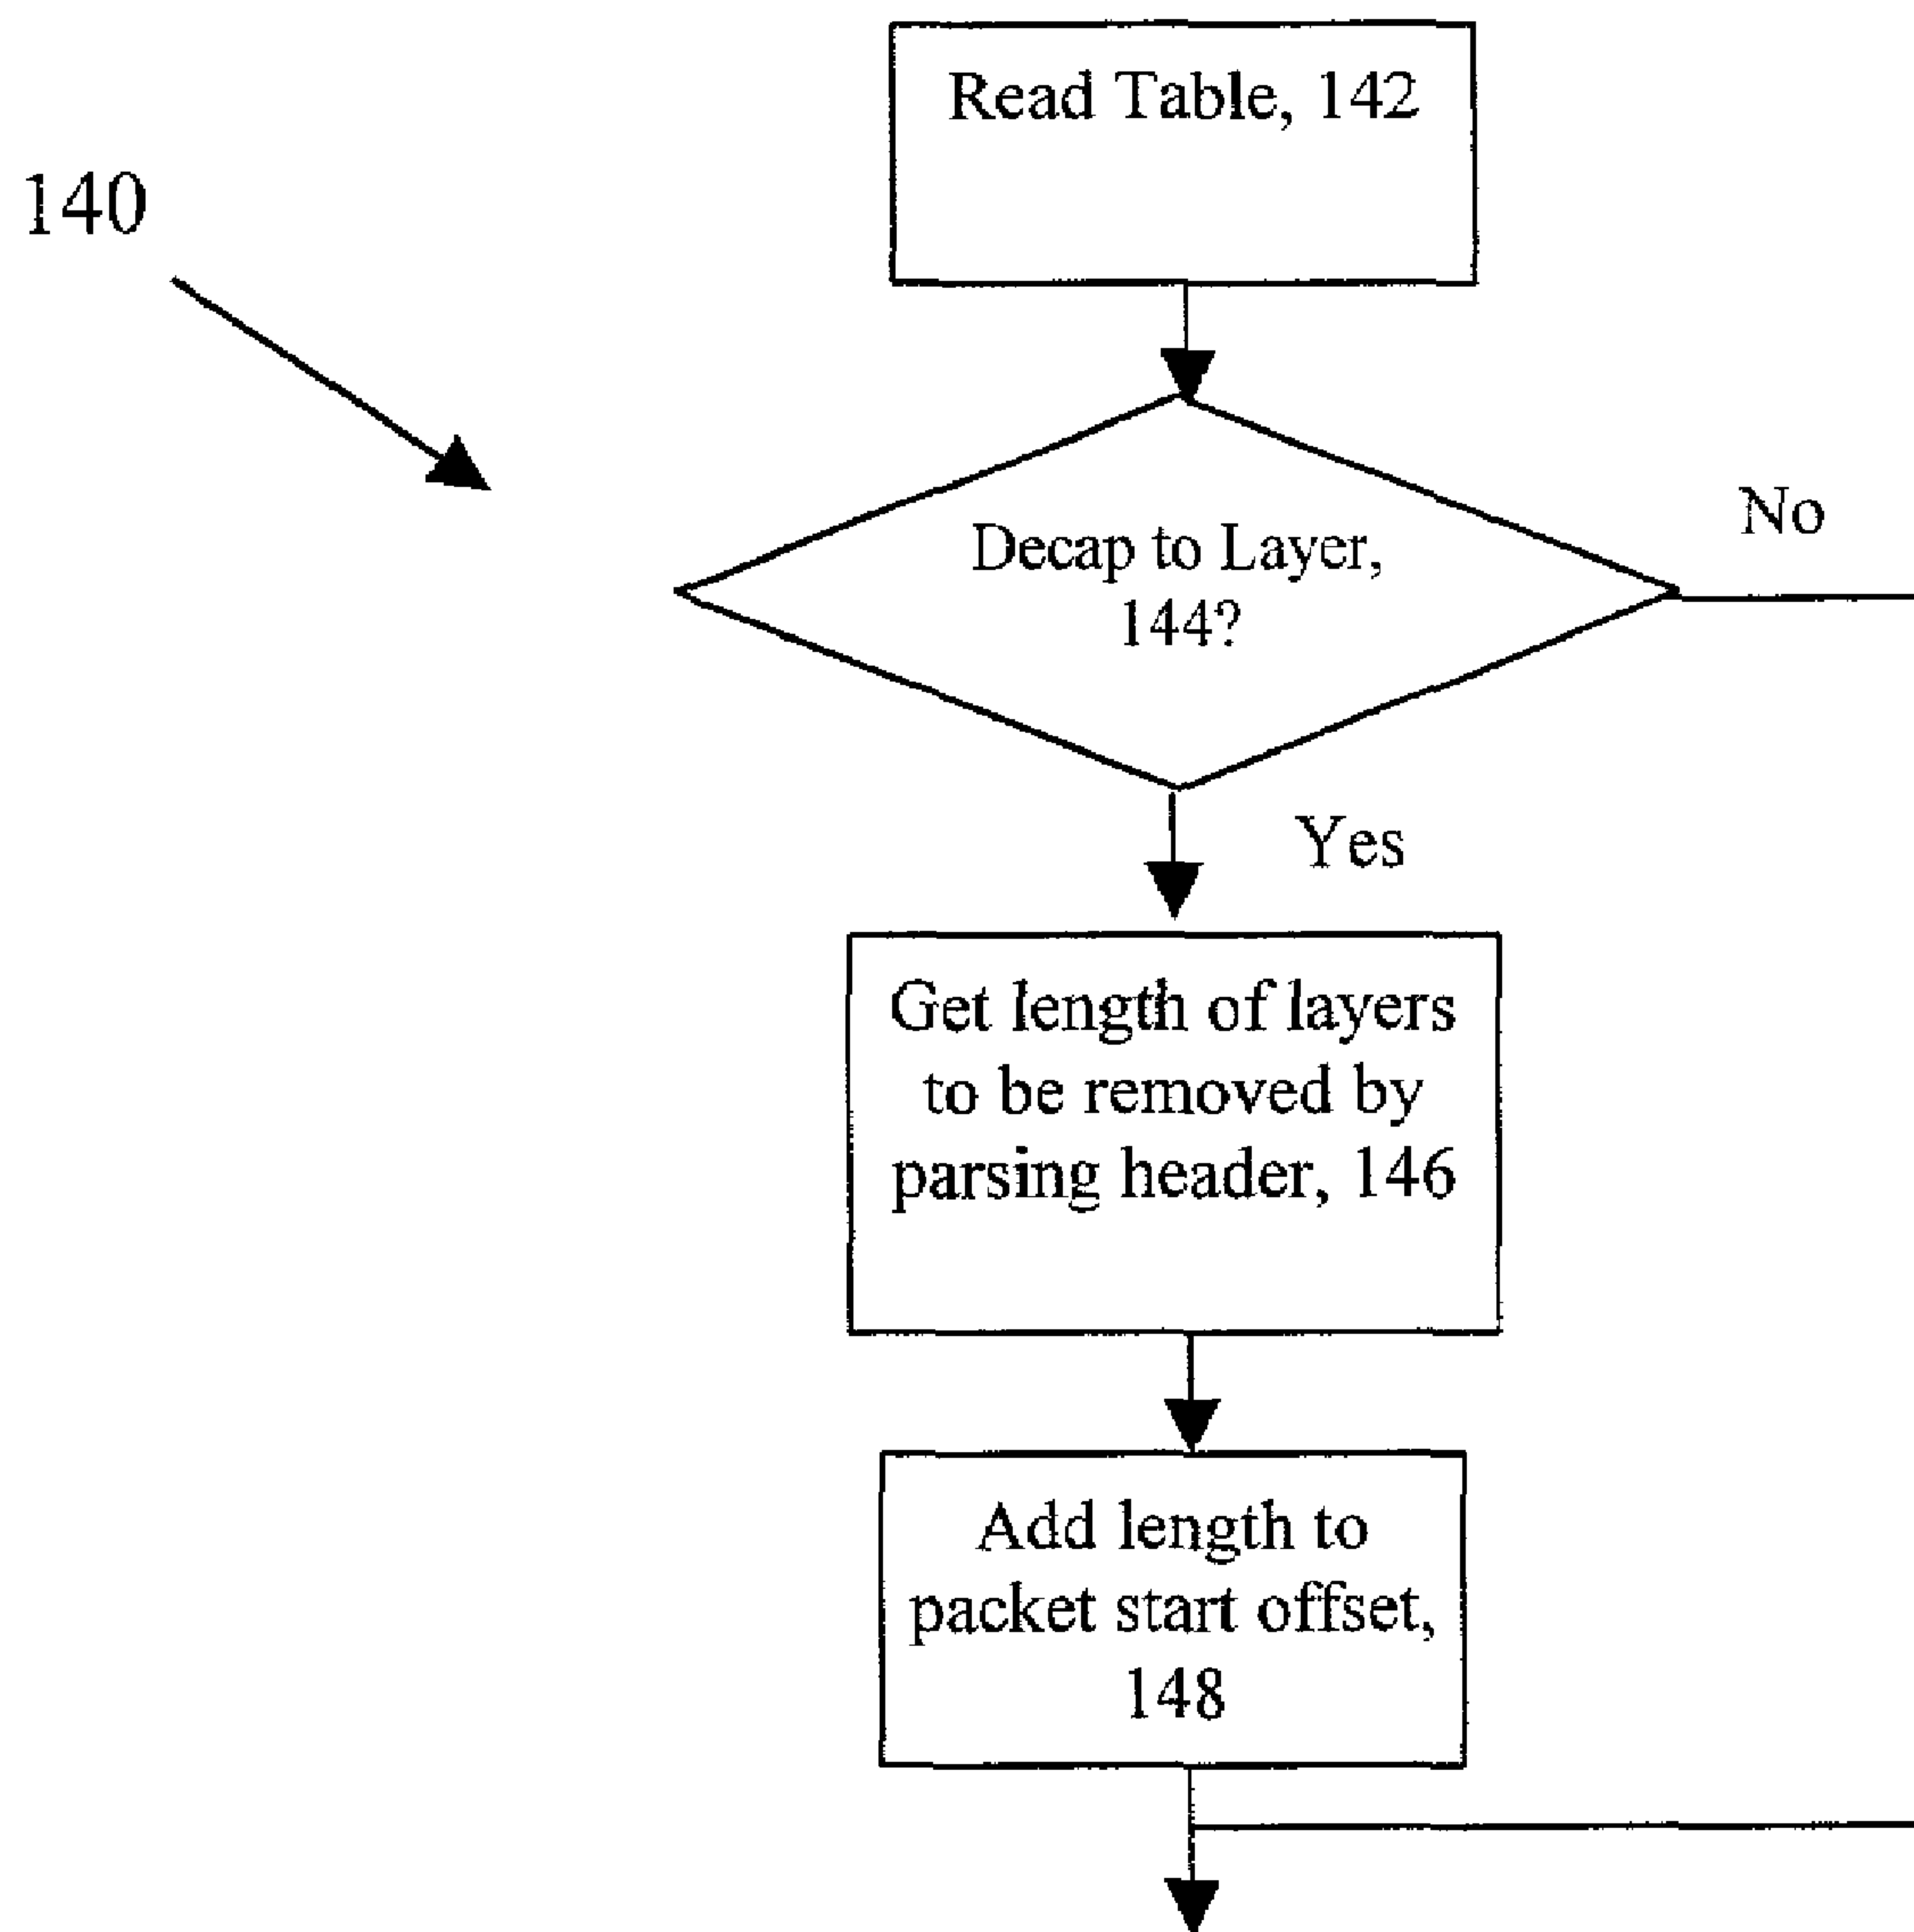 Read Table, 142
140
Decap to Layer,
144?
No
Yes
Get length of layers
to be removed by
parsing header, 146
Add length to
packet start offset,
148